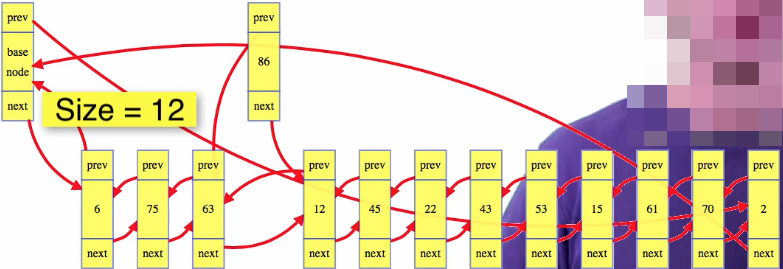 prev
prev
base
node
86
next
next
Size = 12
prev
prev
prev
prev
prev
prev
prev
prev
prev
prev
prev
prev
6
75
63
12
45
22
43
53
15
61
70
2
next
next
next
next
next
next
next
next
next
next
next
next